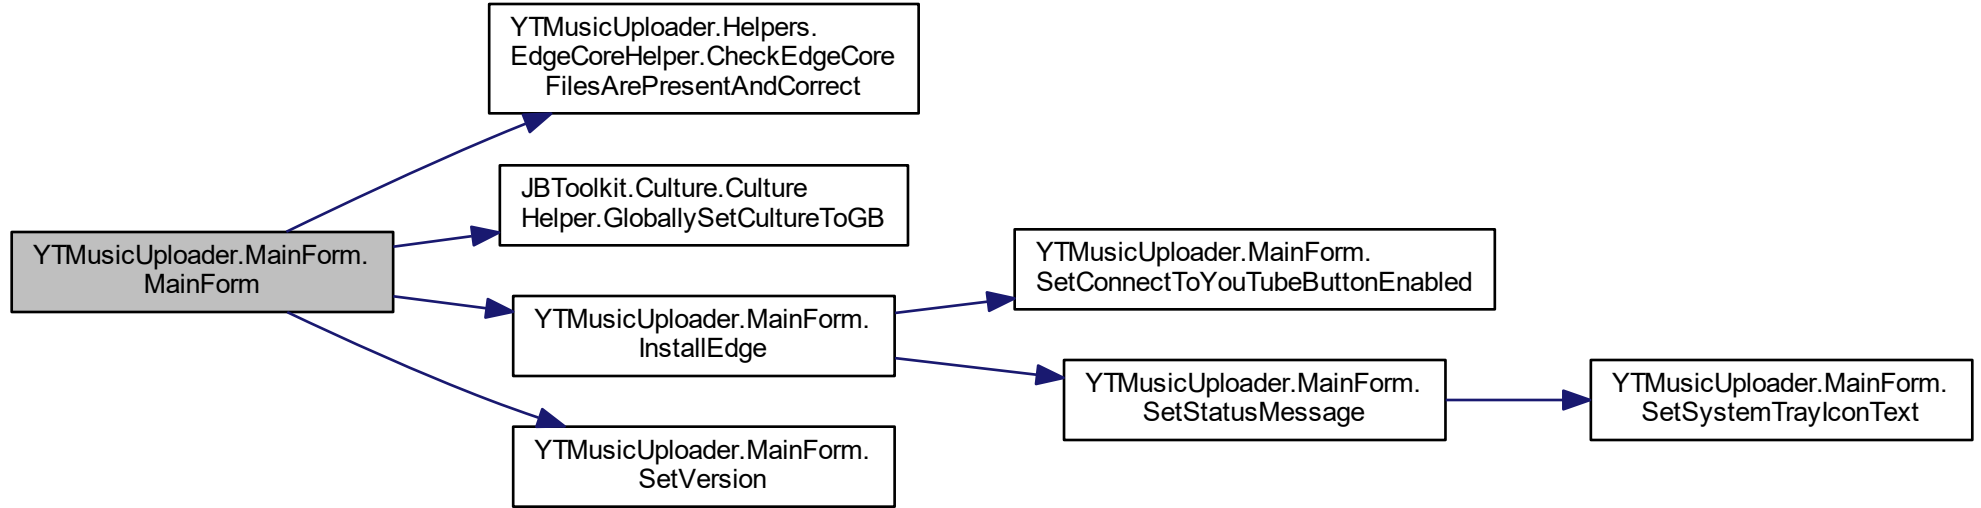 YTMusicUploader.Helpers.
EdgeCoreHelper.CheckEdgeCore
FilesArePresentAndCorrect
JBToolkit.Culture.Culture
Helper.GloballySetCultureToGB
YTMusicUploader.MainForm.
MainForm
YTMusicUploader.MainForm.
SetConnectToYouTubeButtonEnabled
YTMusicUploader.MainForm.
InstallEdge
YTMusicUploader.MainForm.
SetStatusMessage
YTMusicUploader.MainForm.
SetSystemTrayIconText
YTMusicUploader.MainForm.
SetVersion